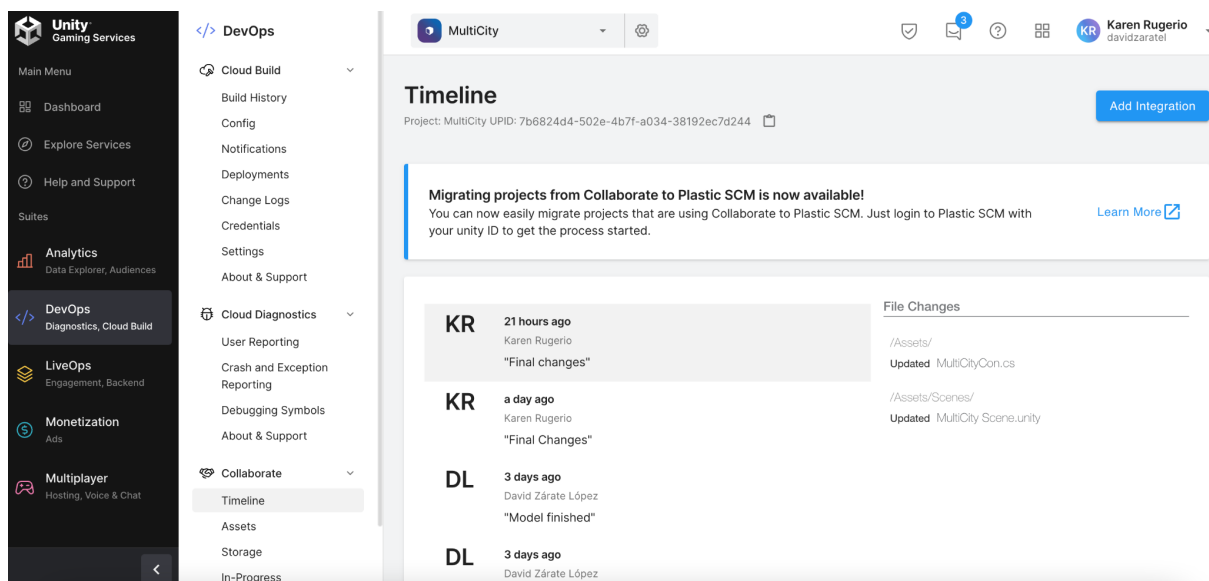 Unity
Gaming Services
Main Menu
Dashboard
Explore Services
Help and Support
Suites
Analytics
Data Explorer, Audiences
</> DevOps
Diagnostics, Cloud Build
LiveOps
Engagement, Backend
Monetization
Ads
Multiplayer
Hosting, Voice & Chat
</> DevOps
Cloud Build
Build History
Config
Notifications
Deployments
Change Logs
Credentials
Settings
About & Support
Cloud Diagnostics
User Reporting
Crash and Exception
Reporting
Debugging Symbols
About & Support
Collaborate
Timeline
Assets
Storage
In-Progress
MultiCity
3
KR
Karen Rugerio
davidzaratel
Timeline
Project: MultiCity UPID: 7b6824d4-502e-4b7f-a034-38192ec7d244
Add Integration
Migrating projects from Collaborate to Plastic SCM is now available!
You can now easily migrate projects that are using Collaborate to Plastic SCM. Just login to Plastic SCM with
your unity ID to get the process started.
Learn More
KR
21 hours ago
Karen Rugerio
"Final changes"
KR
a day ago
Karen Rugerio
"Final Changes"
DL
3 days ago
David Zárate López
"Model finished"
DL
3 days ago
David Zárate López
File Changes
/Assets/
Updated MultiCityCon.cs
/Assets/Scenes/
Updated MultiCity Scene.unity